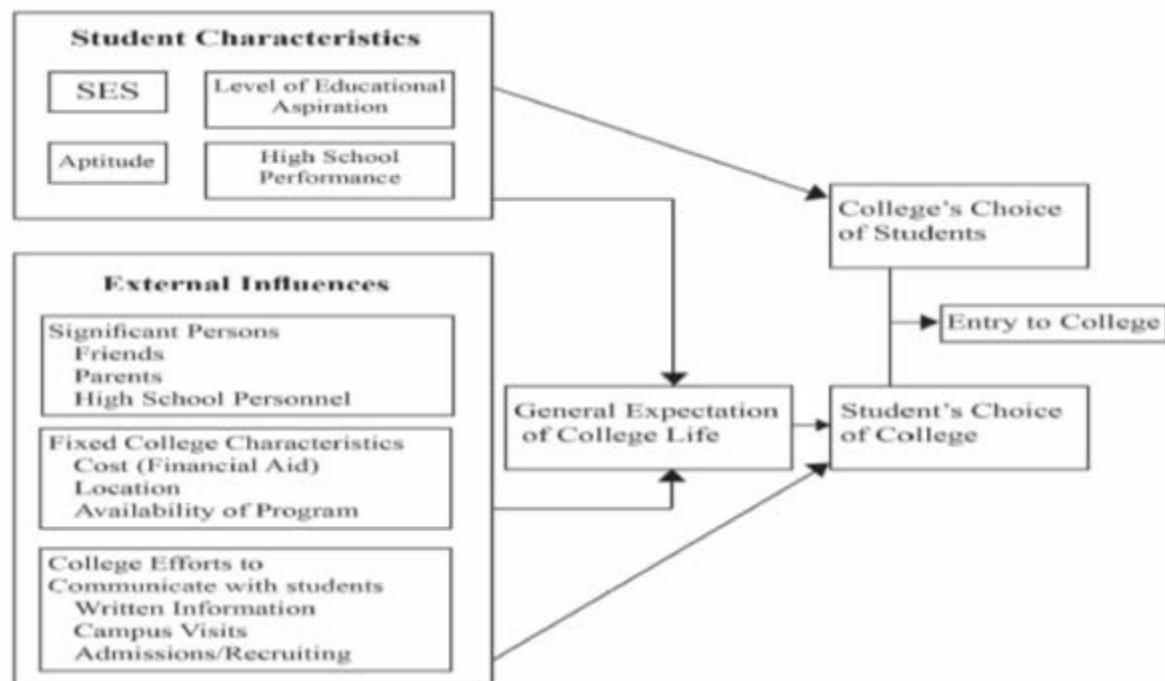 Student Characteristics
SES
Level of Educational
Aspiration
Aptitude
High School
Performance
External Influences
Significant Persons
Friends
Parents
High School Personnel
Fixed College Characteristics
Cost (Financial Aid)
Location
Availability of Program
College Efforts to
Communicate with students
Written Information
Campus Visits
Admissions/Recruiting
General Expectation
of College Life
College's Choice
of Students
Entry to College
Student's Choice
of College